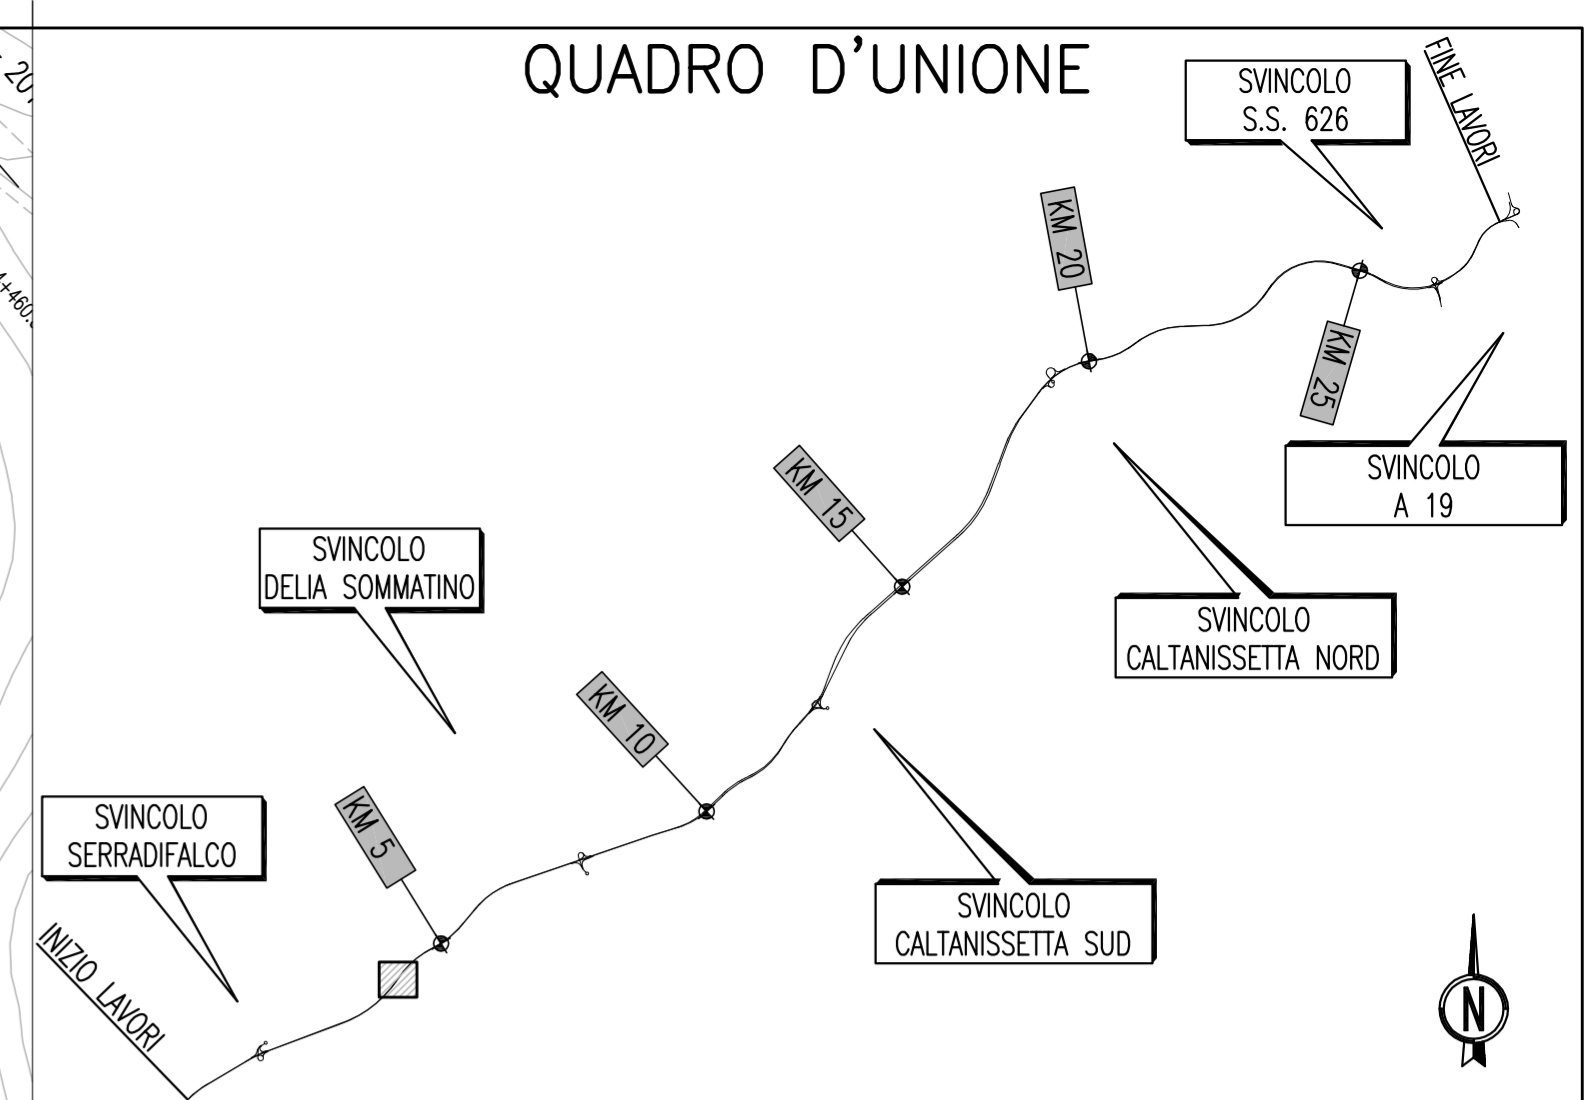 QUADRO D'UNIONE
SVINCOLO
S.S. 626
FINE LAVORI
KM 20
KM 25
SVINCOLO
A 19
KM 15
SVINCOLO
DELIA SOMMATINO
SVINCOLO
CALTANISSETTA NORD
KM 10
KM 5
SVINCOLO
SERRADIFALCO
SVINCOLO
CALTANISSETTA SUD
INIZIO LAVORI
N